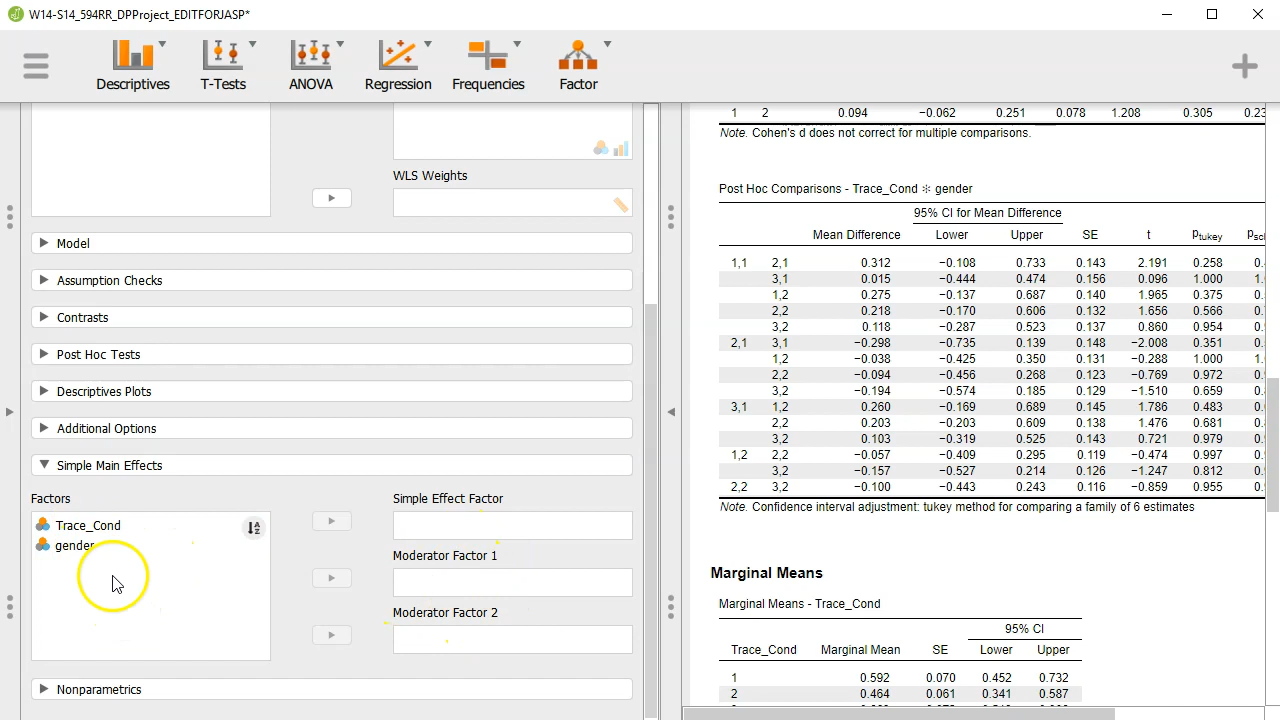 W14-S14_594RR_DPProject_EDITFORJASP*
Descriptives T-Tests ANOVA Regression Frequencies Factor
WLS Weights
Model
Assumption Checks
Contrasts
Post Hoc Tests
Descriptives Plots
Additional Options
Simple Main Effects
Factors
Trace_Cond
gender
Simple Effect Factor
Moderator Factor 1
Moderator Factor 2
Nonparametrics
1 2 0.094 −0.062 0.251 0.078 1.208 0.305
Note. Cohen's d does not correct for multiple comparisons.
Post Hoc Comparisons - Trace_Cond ✻ gender
95% CI for Mean Difference
Mean Difference Lower Upper SE t ptukey
1,1 2,1 0.312 −0.108 0.733 0.143 2.191 0.258
3,1 0.015 −0.444 0.474 0.156 0.096 1.000
1,2 0.275 −0.137 0.687 0.140 1.965 0.375
2,2 0.218 −0.170 0.606 0.132 1.656 0.566
3,2 0.118 −0.287 0.523 0.137 0.860 0.954
2,1 3,1 −0.298 −0.735 0.139 0.148 −2.008 0.351
1,2 −0.038 −0.425 0.350 0.131 −0.288 1.000
2,2 −0.094 −0.456 0.268 0.123 −0.769 0.972
3,2 −0.194 −0.574 0.185 0.129 −1.510 0.659
3,1 1,2 0.260 −0.169 0.689 0.145 1.786 0.483
2,2 0.203 −0.203 0.609 0.138 1.476 0.681
3,2 0.103 −0.319 0.525 0.143 0.721 0.979
1,2 2,2 −0.057 −0.409 0.295 0.119 −0.474 0.997
3,2 −0.157 −0.527 0.214 0.126 −1.247 0.812
2,2 3,2 −0.100 −0.443 0.243 0.116 −0.859 0.955
Note. Confidence interval adjustment: tukey method for comparing a family of 6 estimates
Marginal Means
Marginal Means - Trace_Cond
95% CI
Trace_Cond Marginal Mean SE Lower Upper
1 0.592 0.070 0.452 0.732
2 0.464 0.061 0.341 0.587